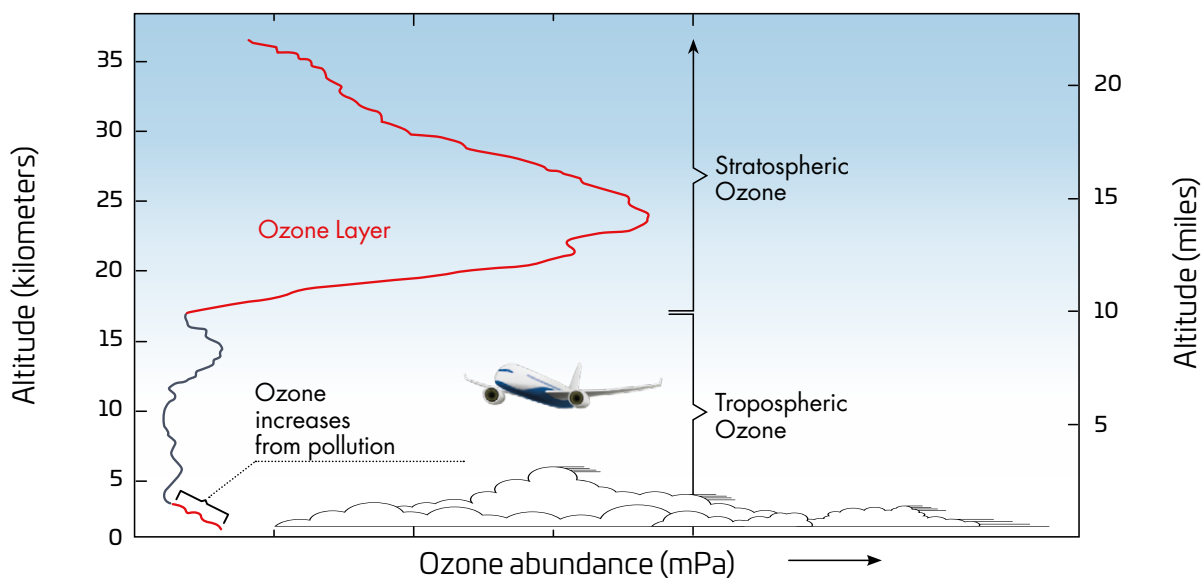 35
30
25
20
15
10
5
0
Altitude (kilometers)
Ozone Layer
Ozone
increases
from pollution
Stratospheric
Ozone
Tropospheric
Ozone
20
15
10
5
Altitude (miles)
Ozone abundance (mPa)